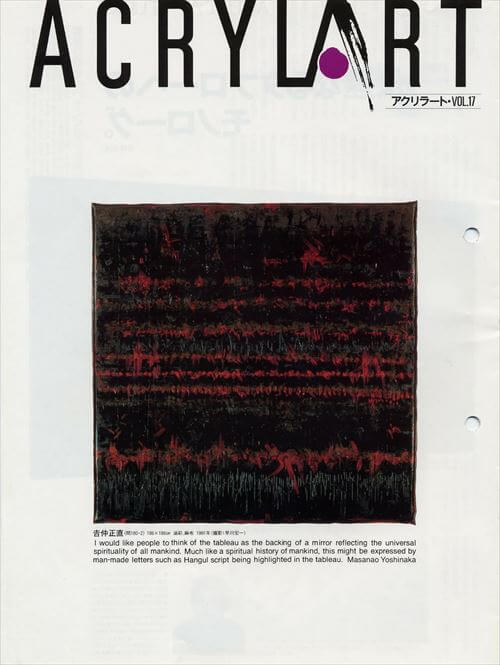 ACRYLART
アクリラート・VOL.17
吉仲正直
I would like people to think of the tableau as the backing of a mirror reflecting the universal
spirituality of all mankind. Much like a spiritual history of mankind, this might be expressed by
man-made letters such as Hangul script being highlighted in the tableau. Masanao Yoshinaka